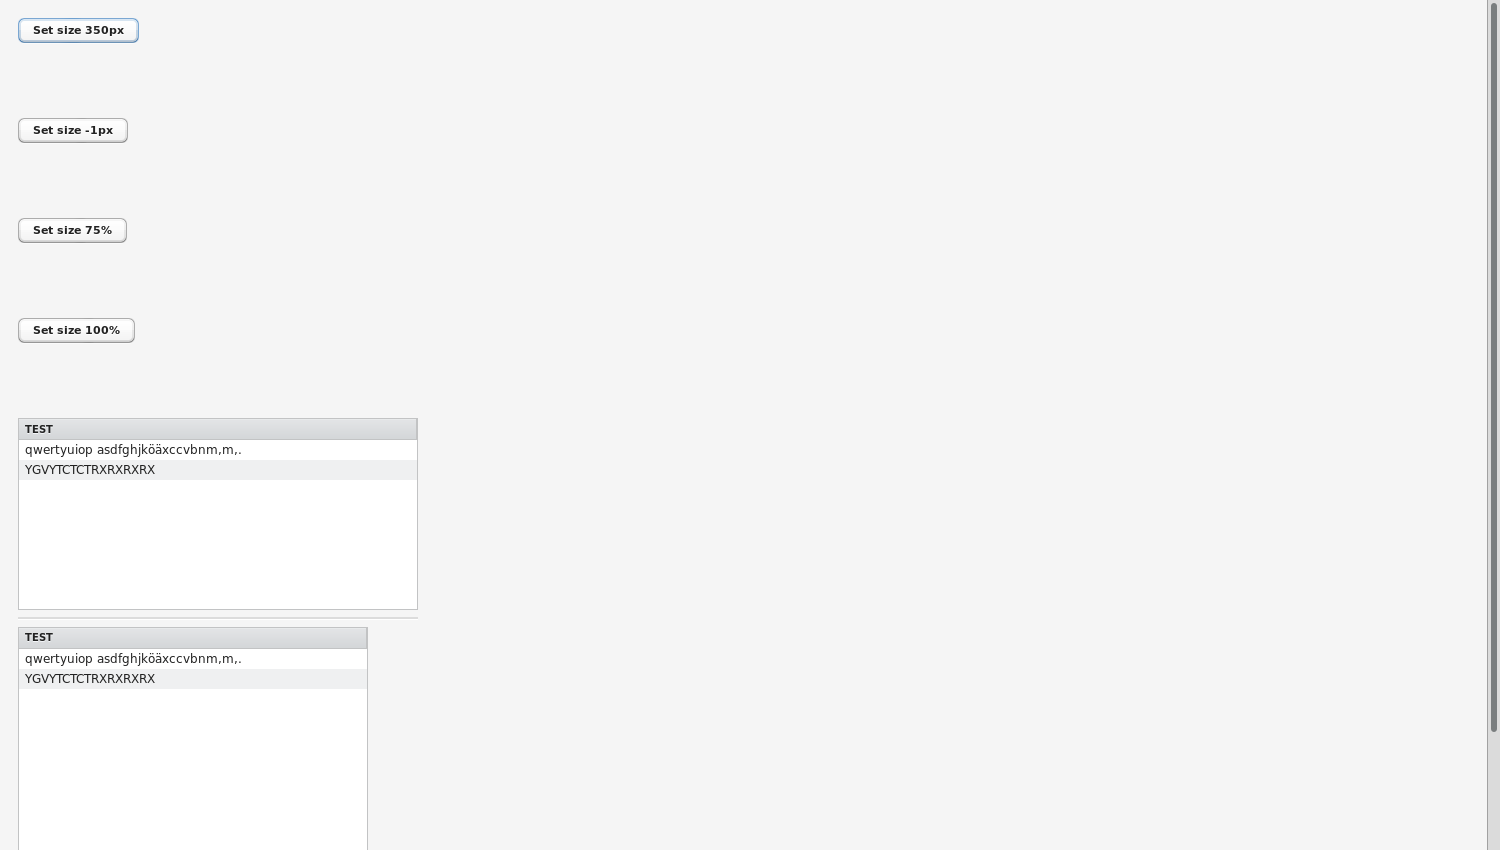 Set size 350px
Set size -1px
Set size 75%
Set size 100%
TEST
qwertyuiop asdfghjköäxccvbnm,m,.
YGVYTCTCTRXRXRXRX
TEST
qwertyuiop asdfghjköäxccvbnm,m,.
YGVYTCTCTRXRXRXRX